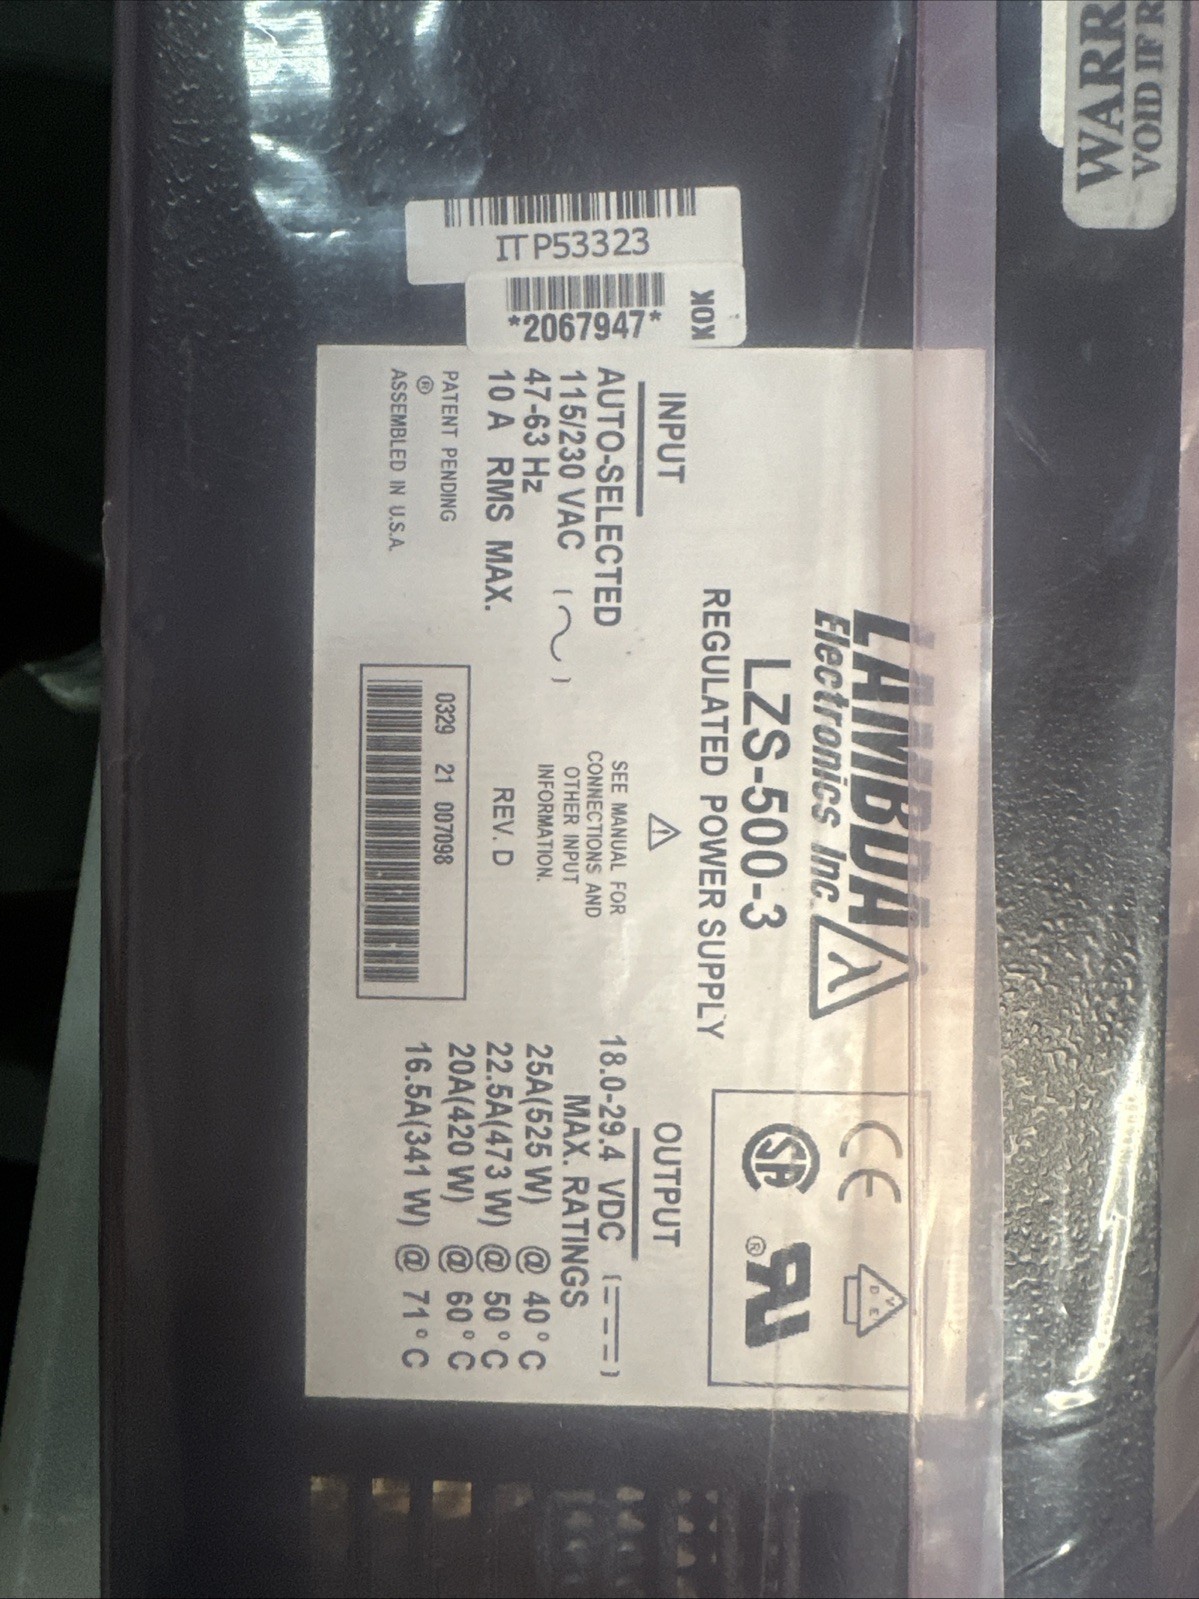 WARR
VOID IF R
ITP53323
*2067947*
KOK
LAMBDA
Electronics Inc
LZS-500-3
REGULATED POWER SUPPLY
CE
VDE
SA
RU®
INPUT
AUTO-SELECTED
115/230 VAC (~)
47-63 Hz
10 A RMS MAX.
PATENT PENDING
®
ASSEMBLED IN U.S.A.
SEE MANUAL FOR
CONNECTIONS AND
OTHER INPUT
INFORMATION.
REV. D
0329 21 007098
OUTPUT
18.0-29.4 VDC
MAX. RATINGS
25A(525 W) @ 40°C
22.5A(473 W) @ 50°C
20A(420 W) @ 60°C
16.5A(341 W) @ 71°C